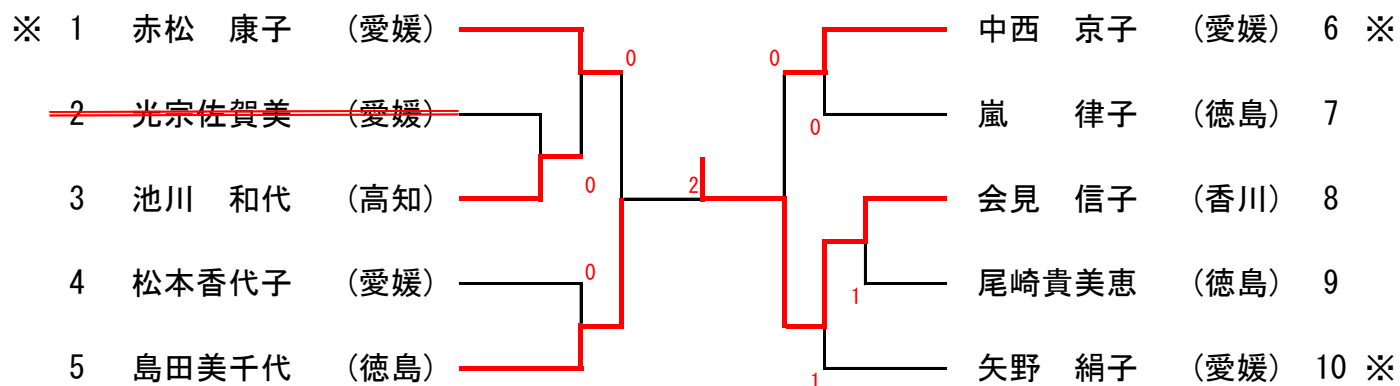 ※ 1 赤松 康子 (愛媛)
2 光宗佐賀美 (愛媛)
3 池川 和代 (高知)
4 松本香代子 (愛媛)
5 島田美千代 (徳島)
0
0
0
2
0
0
1
1
中西 京子 (愛媛) 6 ※
嵐 律子 (徳島) 7
会見 信子 (香川) 8
尾崎貴美恵 (徳島) 9
矢野 絹子 (愛媛) 10 ※